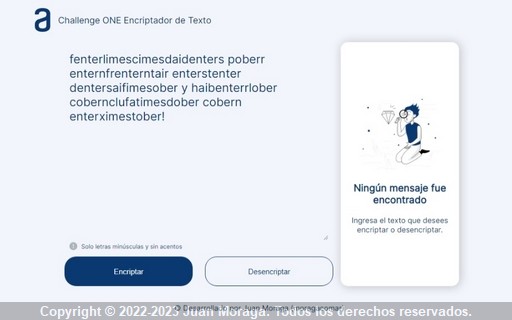 a Challenge ONE Encriptador de Texto
fenterlimescimesdaidenters poberr
enternfrenterntair enterstenter
dentersaifimesober y haibenterrlober
cobernclufatimesdober cobern
enterximestober!
Ningún mensaje fue
encontrado
Ingresa el texto que desees
encriptar o desencriptar.
Solo letras minúsculas y sin acentos
Encriptar
Desencriptar
Copyright © 2022-2023 Juan Moraga. Todos los derechos reservados.